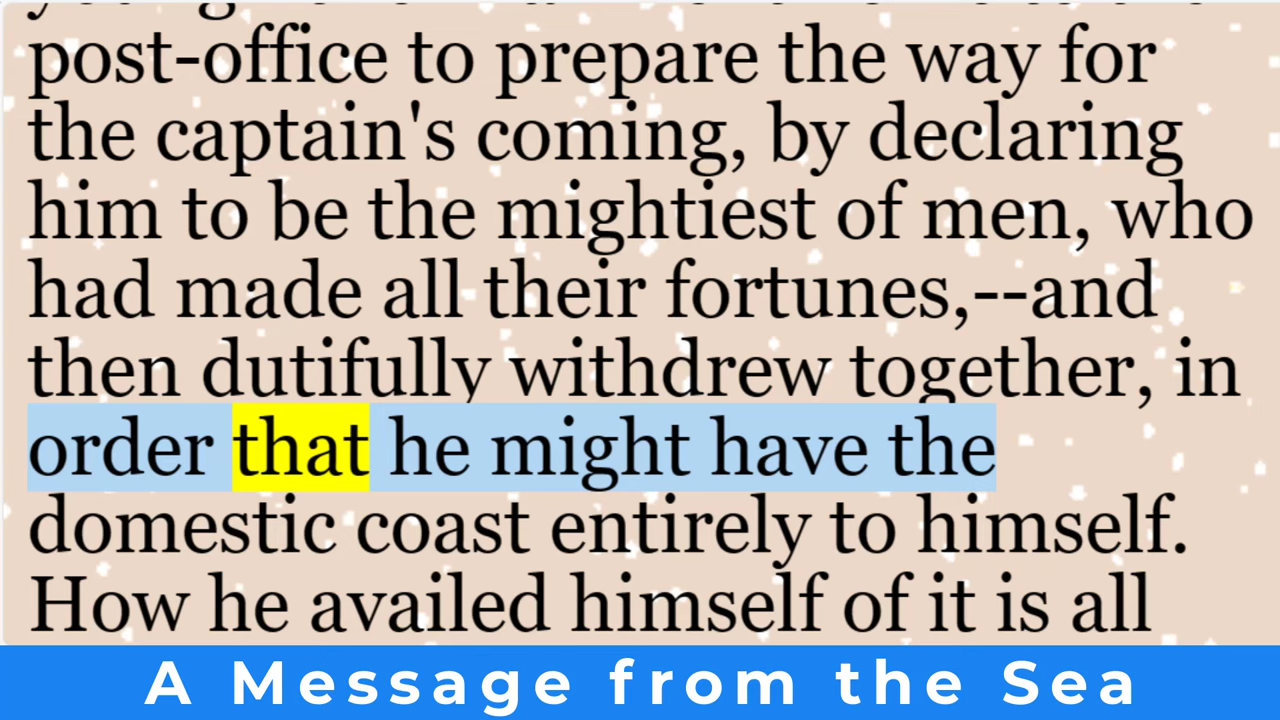 post-office to prepare the way for
the captain's coming, by declaring
him to be the mightiest of men, who
had made all their fortunes,--and
then dutifully withdrew together, in
order that he might have the
domestic coast entirely to himself.
How he availed himself of it is all
A Message from the Sea